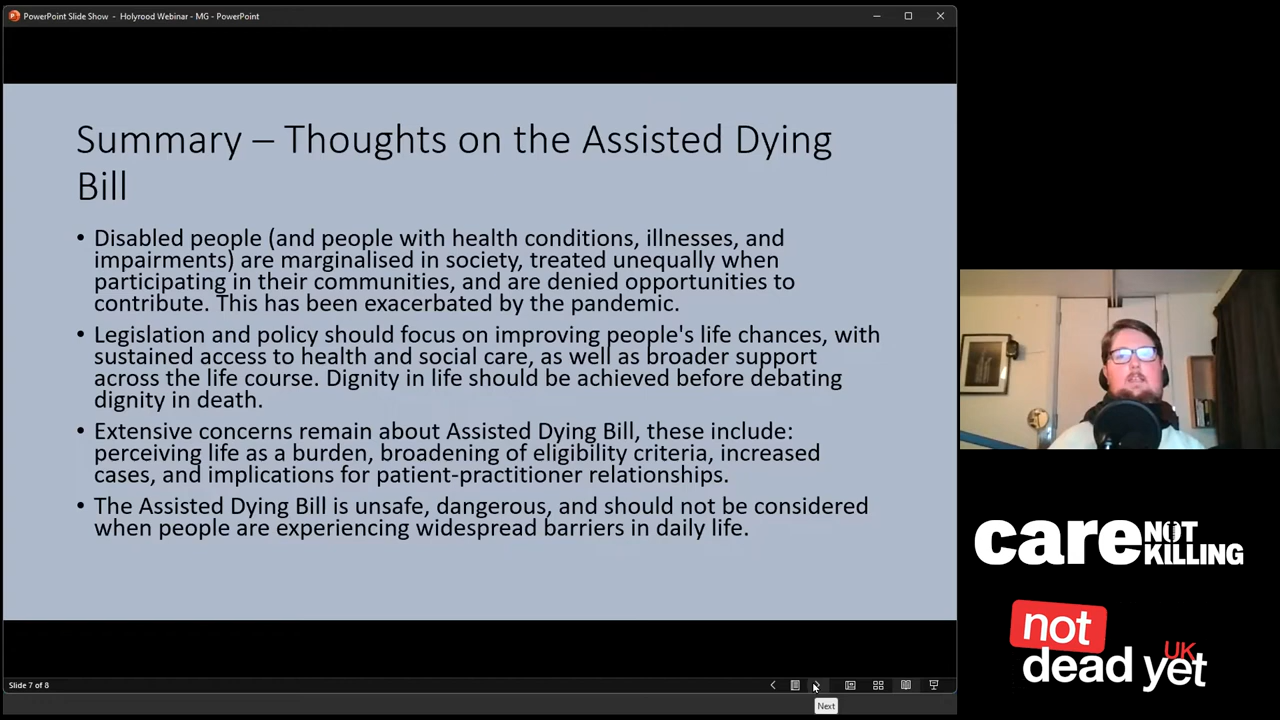 PowerPoint Slide Show - Holyrood Webinar - MG - PowerPoint
Summary – Thoughts on the Assisted Dying
Bill
• Disabled people (and people with health conditions, illnesses, and
impairments) are marginalised in society, treated unequally when
participating in their communities, and are denied opportunities to
contribute. This has been exacerbated by the pandemic.
• Legislation and policy should focus on improving people's life chances, with
sustained access to health and social care, as well as broader support
across the life course. Dignity in life should be achieved before debating
dignity in death.
• Extensive concerns remain about Assisted Dying Bill, these include:
perceiving life as a burden, broadening of eligibility criteria, increased
cases, and implications for patient-practitioner relationships.
• The Assisted Dying Bill is unsafe, dangerous, and should not be considered
when people are experiencing widespread barriers in daily life.
Slide 7 of 8
Next
care NOT
KILLING
not
UK
dead yet